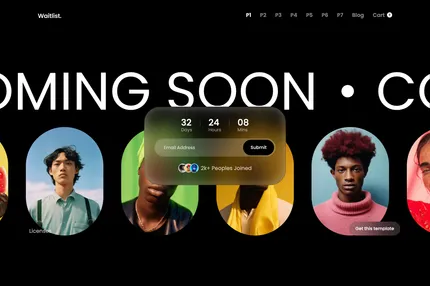 Waitlist.
P1 P2 P3 P4 P5 P6 P7 Blog Cart
OMING SOON • CO
32 24 08
Days Hours Mins
Email Address Submit
2k+ Peoples Joined
Licenses
Get this template